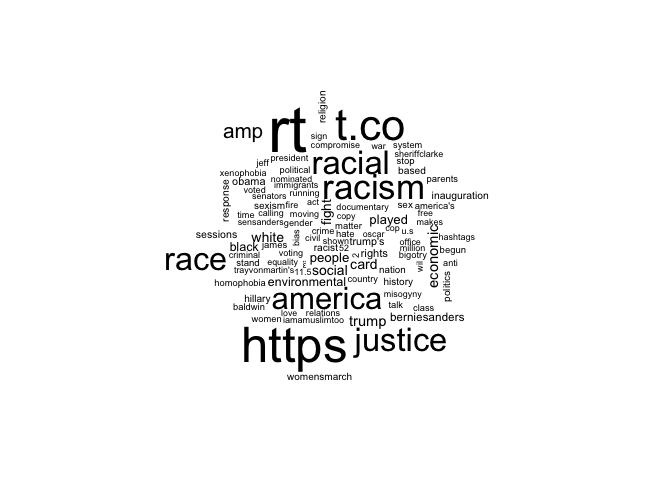 religion
rt
t.co
amp
sign
compromise
war
system
sheriffclarke
racial
president
jeff
stop
political
based
xenophobia
nominated
parents
obama
immigrants
racism
voted
inauguration
senators
running
response
sexism
fire
act
fight
documentary
sex
america's
time
calling
moving
copy
free
sensanders
gender
matter
played
makes
crime
cop
u.s
sessions
white
bias
civil
hate
oscar
economic
hashtags
black
james
shown
trump's
office
racist
52
million
begun
criminal
voting
people
2
rights
bigotry
race
equality
social
card
nation
anti
trayvonmartin's
11.5
homophobia
environmental
country
history
politics
hillary
america
misogyny
baldwin
talk
class
love
relations
women
iamamuslimtoo
trump
berniesanders
https
justice
womensmarch